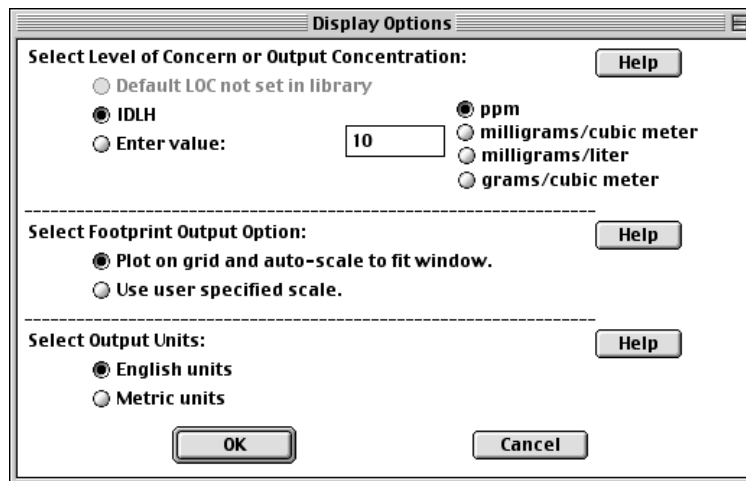 Display Options
Select Level of Concern or Output Concentration:
Help
Default LOC not set in library
IDLH
Enter value:
10
ppm
milligrams/cubic meter
milligrams/liter
grams/cubic meter
Select Footprint Output Option:
Help
Plot on grid and auto-scale to fit window.
Use user specified scale.
Select Output Units:
Help
English units
Metric units
OK
Cancel